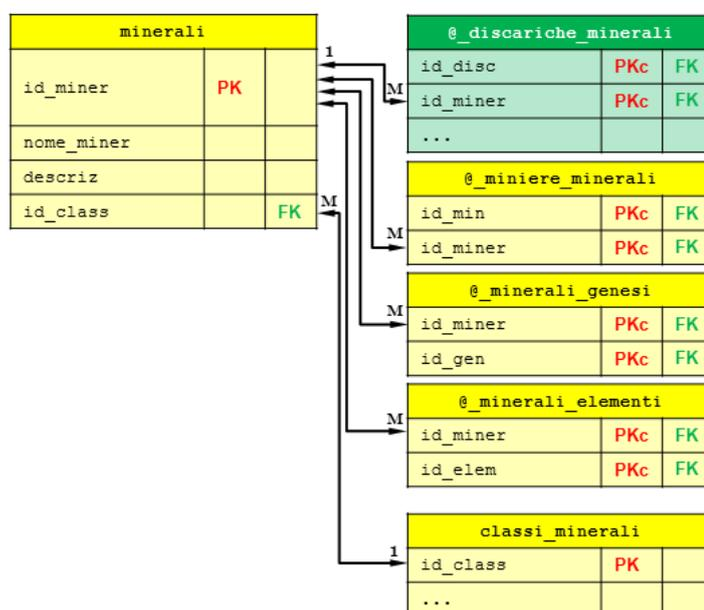 minerali
id_miner PK
nome_miner
descriz
id_class FK
1
M
M
M
M
M
1
@_discariche_minerali
id_disc PKc FK
id_miner PKc FK
...
@_miniere_minerali
id_min PKc FK
id_miner PKc FK
@_minerali_genesi
id_miner PKc FK
id_gen PKc FK
@_minerali_elementi
id_miner PKc FK
id_elem PKc FK
classi_minerali
id_class PK
...